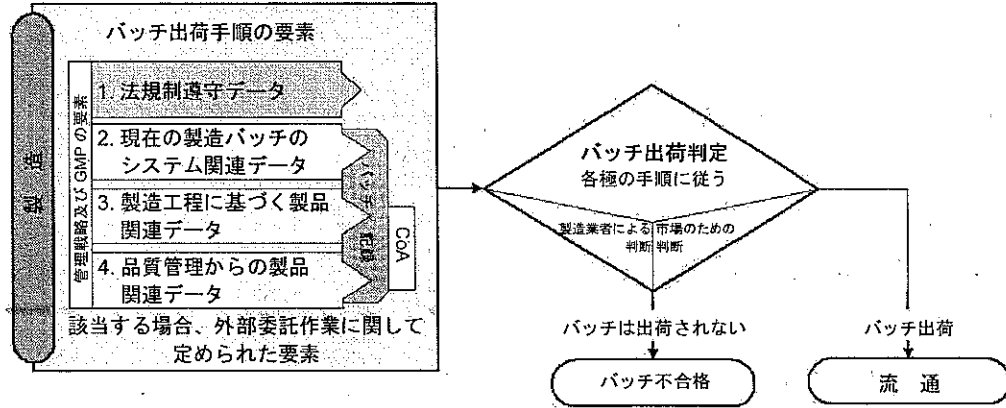 バッチ出荷手順の要素
製造
管理戦略及び GMP の要素
1. 法規制遵守データ
2. 現在の製造バッチの
システム関連データ
3. 製造工程に基づく製品
関連データ
4. 品質管理からの製品
関連データ
バッチ記録
CoA
該当する場合、外部委託作業に関して
定められた要素
バッチ出荷判定
各極の手順に従う
製造業者による
判断
市場のための
判断
バッチは出荷されない
バッチ出荷
バッチ不合格
流 通